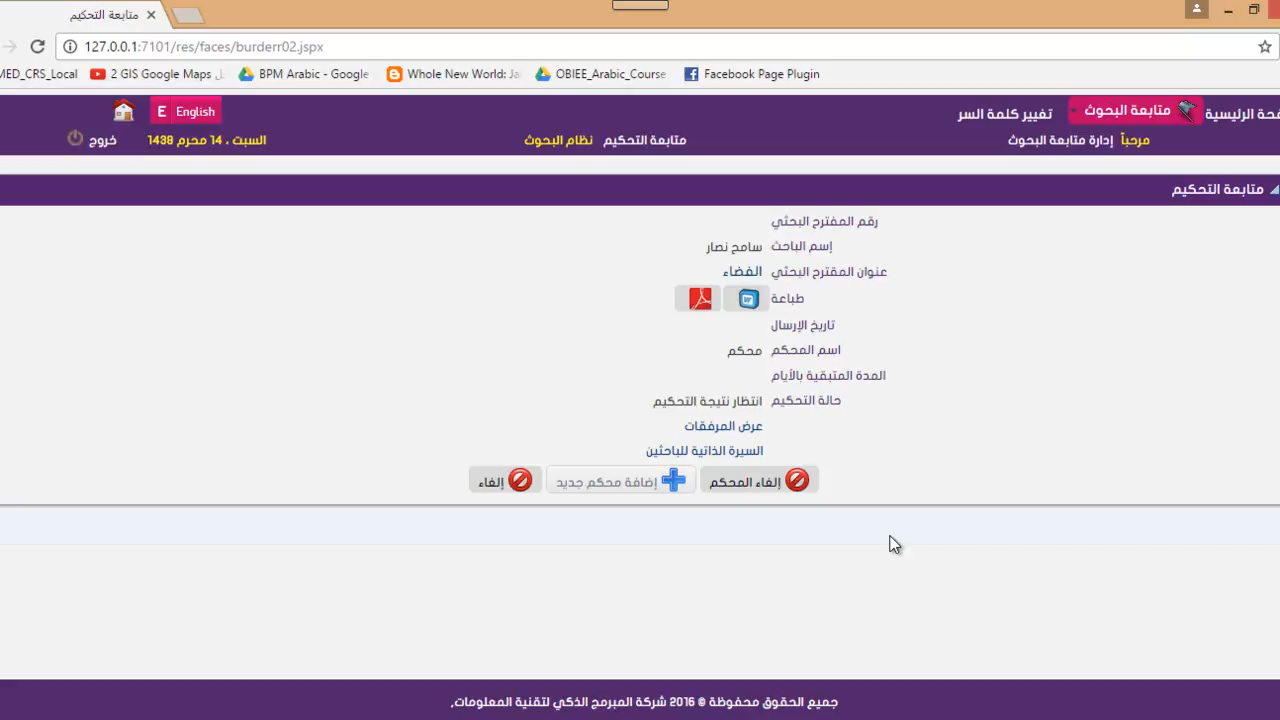 متابعة التحكيم
127.0.0.1:7101/res/faces/burderr02.jspx
MED_CRS_Local
2 GIS Google Maps
BPM Arabic - Google
Whole New World: Ja
OBIEE_Arabic_Course
Facebook Page Plugin
فحة الرئيسية
متابعة البحوث
تغيير كلمة السر
E English
مرحباً إدارة متابعة البحوث
متابعة التحكيم نظام البحوث
السبت ، 14 محرم 1438
خروج
متابعة التحكيم
رقم المقترح البحثي
إسم الباحث سامح نصار
عنوان المقترح البحثي الفضاء
طباعة
تاريخ الإرسال
اسم المحكم محكم
المدة المتبقية بالأيام
حالة التحكيم انتظار نتيجة التحكيم
عرض المرفقات
السيرة الذاتية للباحثين
إلغاء المحكم إضافة محكم جديد إلغاء
جميع الحقوق محفوظة © 2016 شركة المبرمج الذكي لتقنية المعلومات,